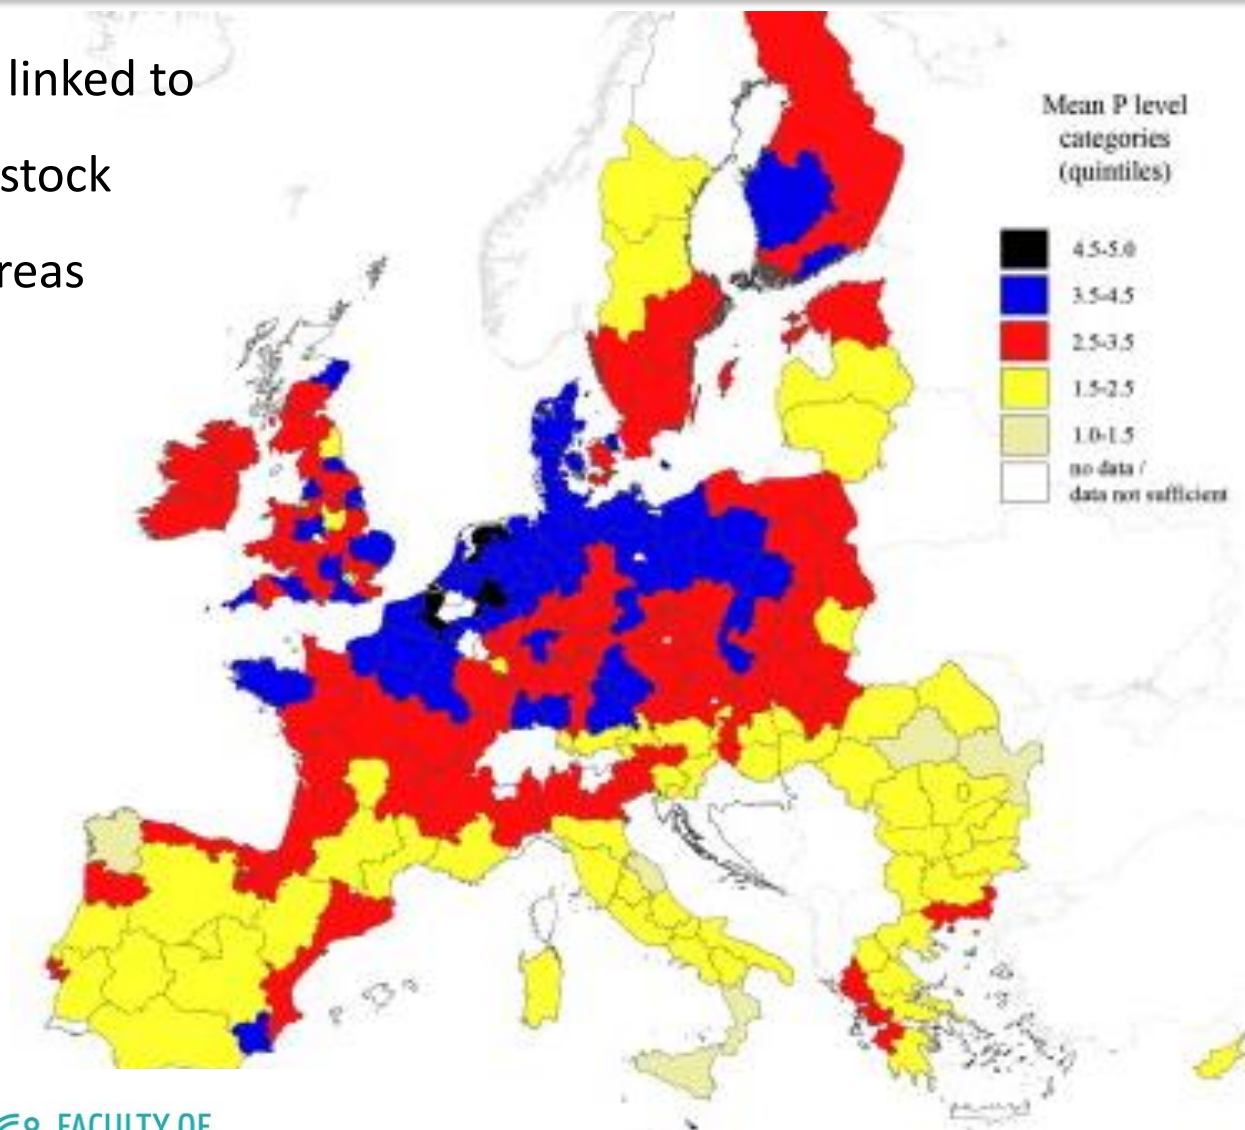 linked to
stock
reas
Mean P level
categories
(quintiles)
4.5-5.0
3.5-4.5
2.5-3.5
1.5-2.5
1.0-1.5
no data /
data not sufficient
FACULTY OF